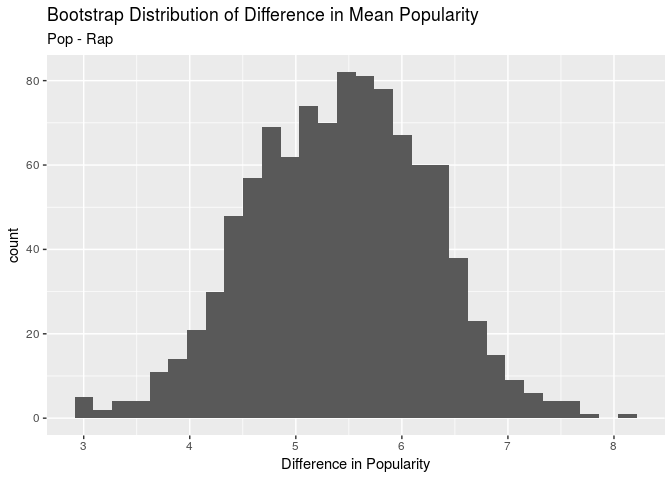 Bootstrap Distribution of Difference in Mean Popularity
Pop - Rap
80
60
40
20
0
count
3 4 5 6 7 8
Difference in Popularity